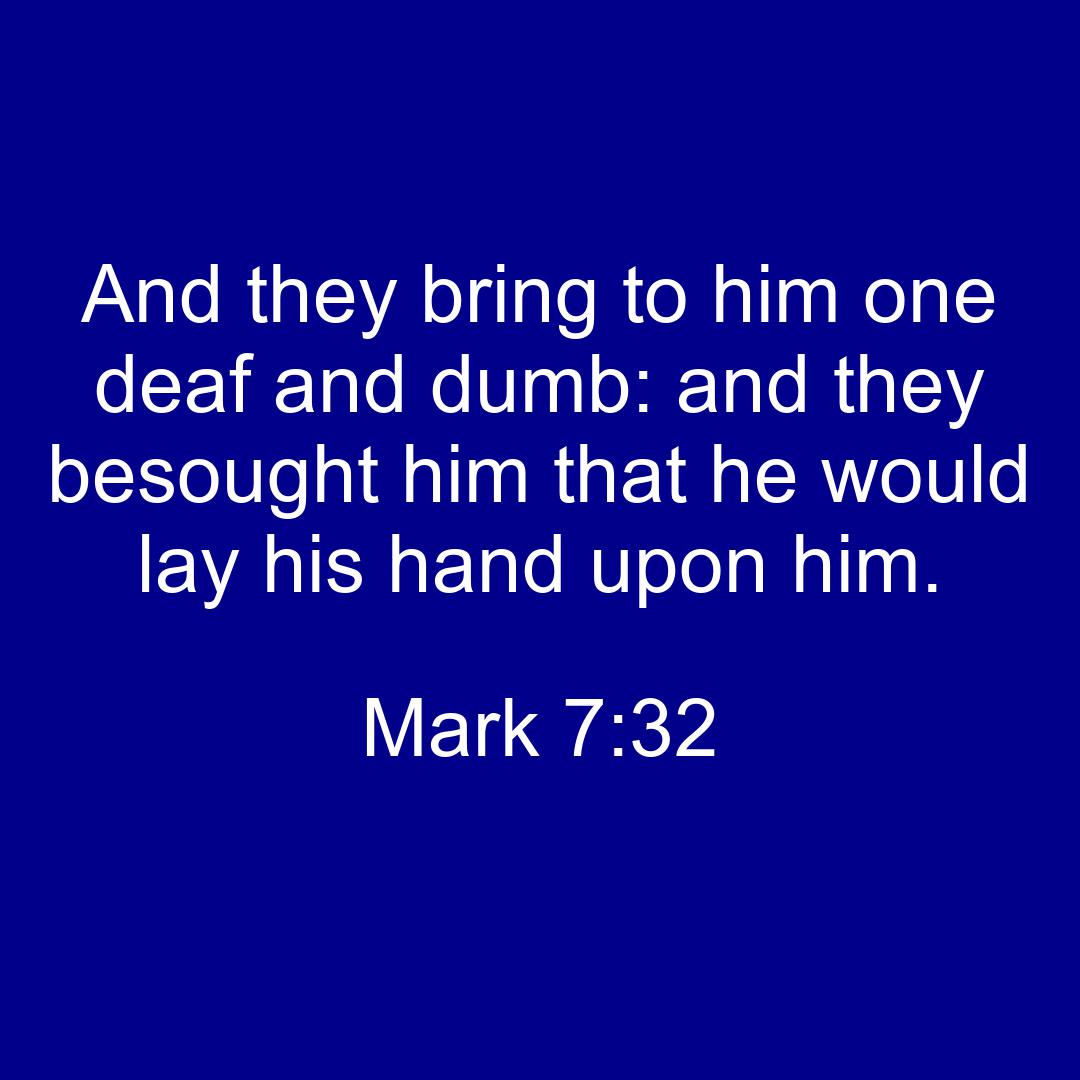 And they bring to him one
deaf and dumb: and they
besought him that he would
lay his hand upon him.
Mark 7:32